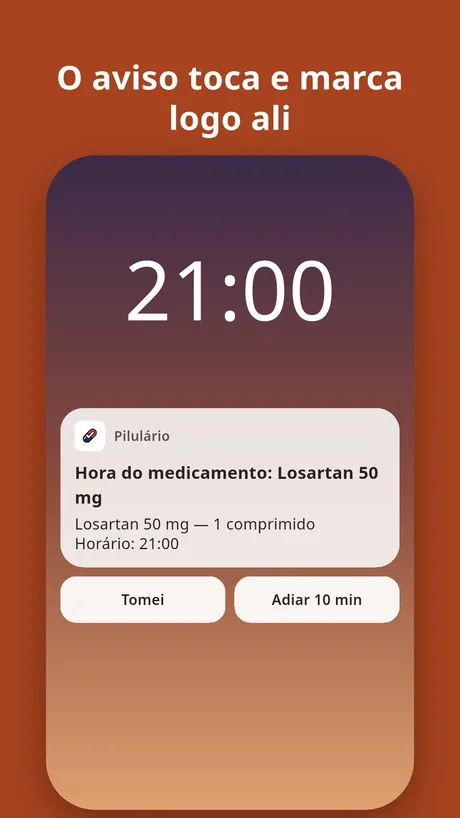 O aviso toca e marca
logo ali
21:00
Pilulário
Hora do medicamento: Losartan 50
mg
Losartan 50 mg — 1 comprimido
Horário: 21:00
Tomei
Adiar 10 min